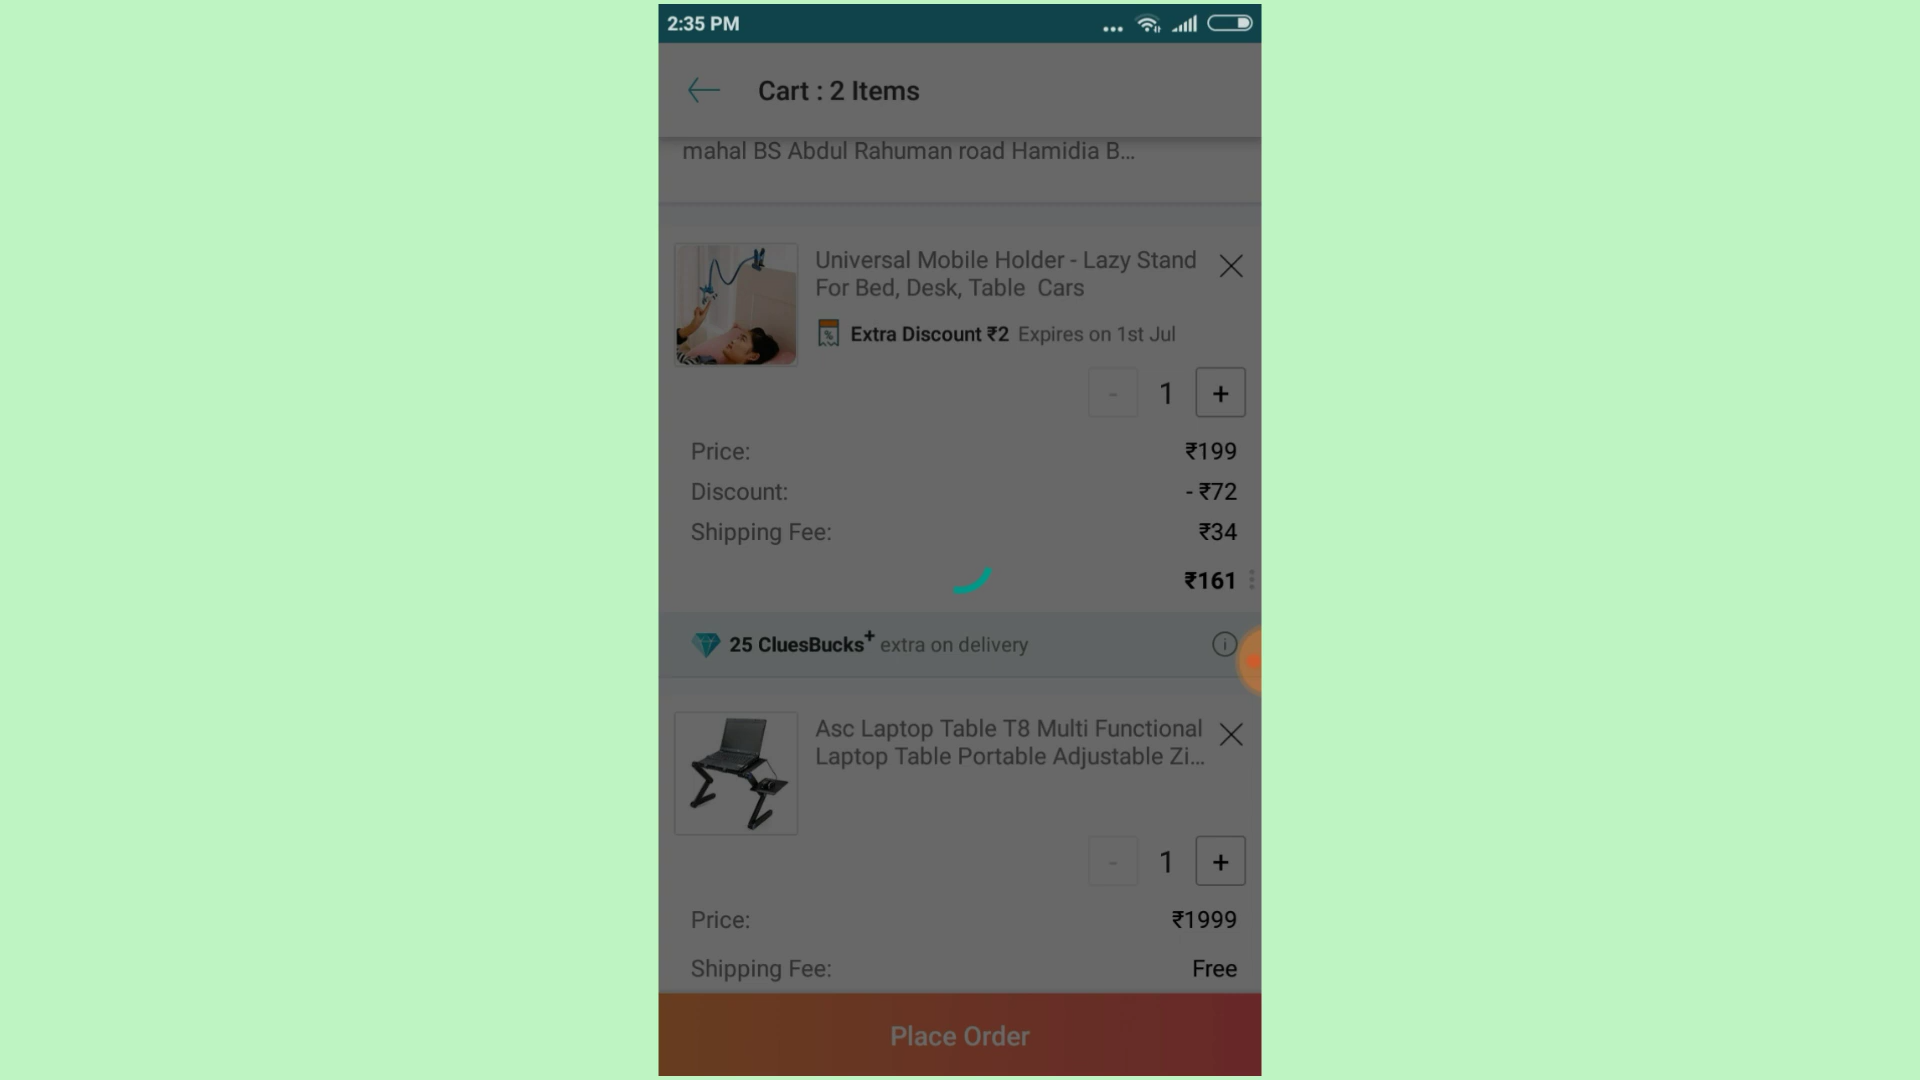 2:35 PM
Cart : 2 Items
mahal BS Abdul Rahuman road Hamidia B...
Universal Mobile Holder - Lazy Stand
For Bed, Desk, Table Cars
Extra Discount ₹2 Expires on 1st Jul
- 1 +
Price: ₹199
Discount: - ₹72
Shipping Fee: ₹34
₹161
25 CluesBucks+ extra on delivery
Asc Laptop Table T8 Multi Functional
Laptop Table Portable Adjustable Zi...
- 1 +
Price: ₹1999
Shipping Fee: Free
Place Order